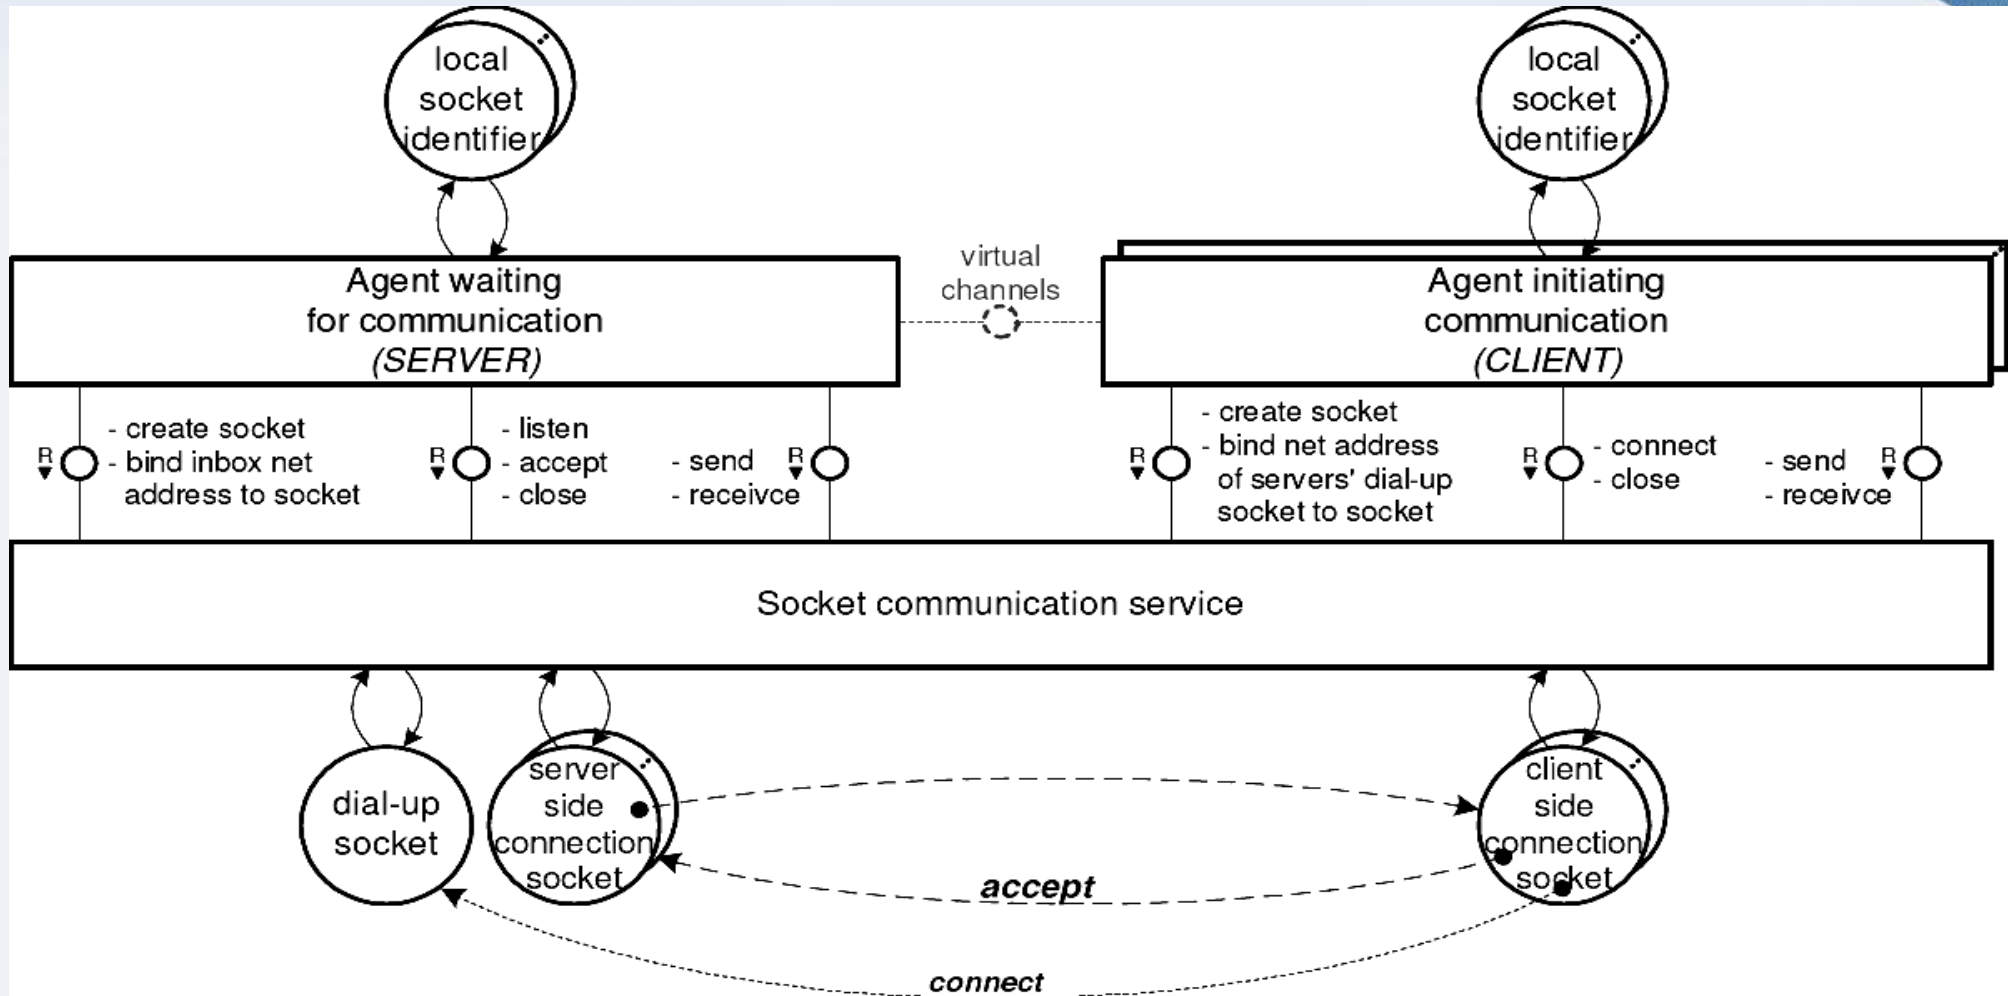 local
socket
identifier
local
socket
identifier
Agent waiting
for communication
(SERVER)
virtual
channels
Agent initiating
communication
(CLIENT)
R
- create socket
- bind inbox net
address to socket
R
- listen
- accept
- close
- send
- receivce
R
R
- create socket
- bind net address
of servers' dial-up
socket to socket
R
- connect
- close
- send
- receivce
R
Socket communication service
dial-up
socket
server
side
connection
socket
client
side
connection
socket
accept
connect